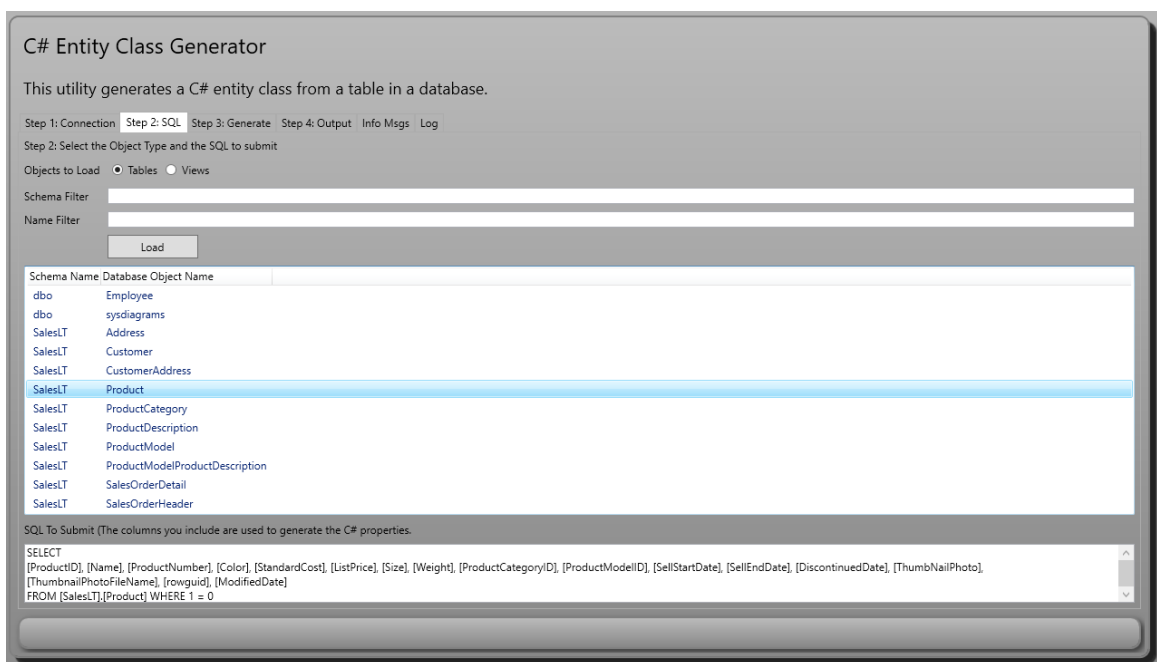 C# Entity Class Generator
This utility generates a C# entity class from a table in a database.
Step 1: Connection Step 2: SQL Step 3: Generate Step 4: Output Info Msgs Log
Step 2: Select the Object Type and the SQL to submit
Objects to Load Tables Views
Schema Filter
Name Filter
Load
Schema Name Database Object Name
dbo Employee
dbo sysdiagrams
SalesLT Address
SalesLT Customer
SalesLT CustomerAddress
SalesLT Product
SalesLT ProductCategory
SalesLT ProductDescription
SalesLT ProductModel
SalesLT ProductModelProductDescription
SalesLT SalesOrderDetail
SalesLT SalesOrderHeader
SQL To Submit (The columns you include are used to generate the C# properties.
SELECT
[ProductID], [Name], [ProductNumber], [Color], [StandardCost], [ListPrice], [Size], [Weight], [ProductCategoryID], [ProductModelID], [SellStartDate], [SellEndDate], [DiscontinuedDate], [ThumbNailPhoto],
[ThumbnailPhotoFileName], [rowguid], [ModifiedDate]
FROM [SalesLT].[Product] WHERE 1 = 0